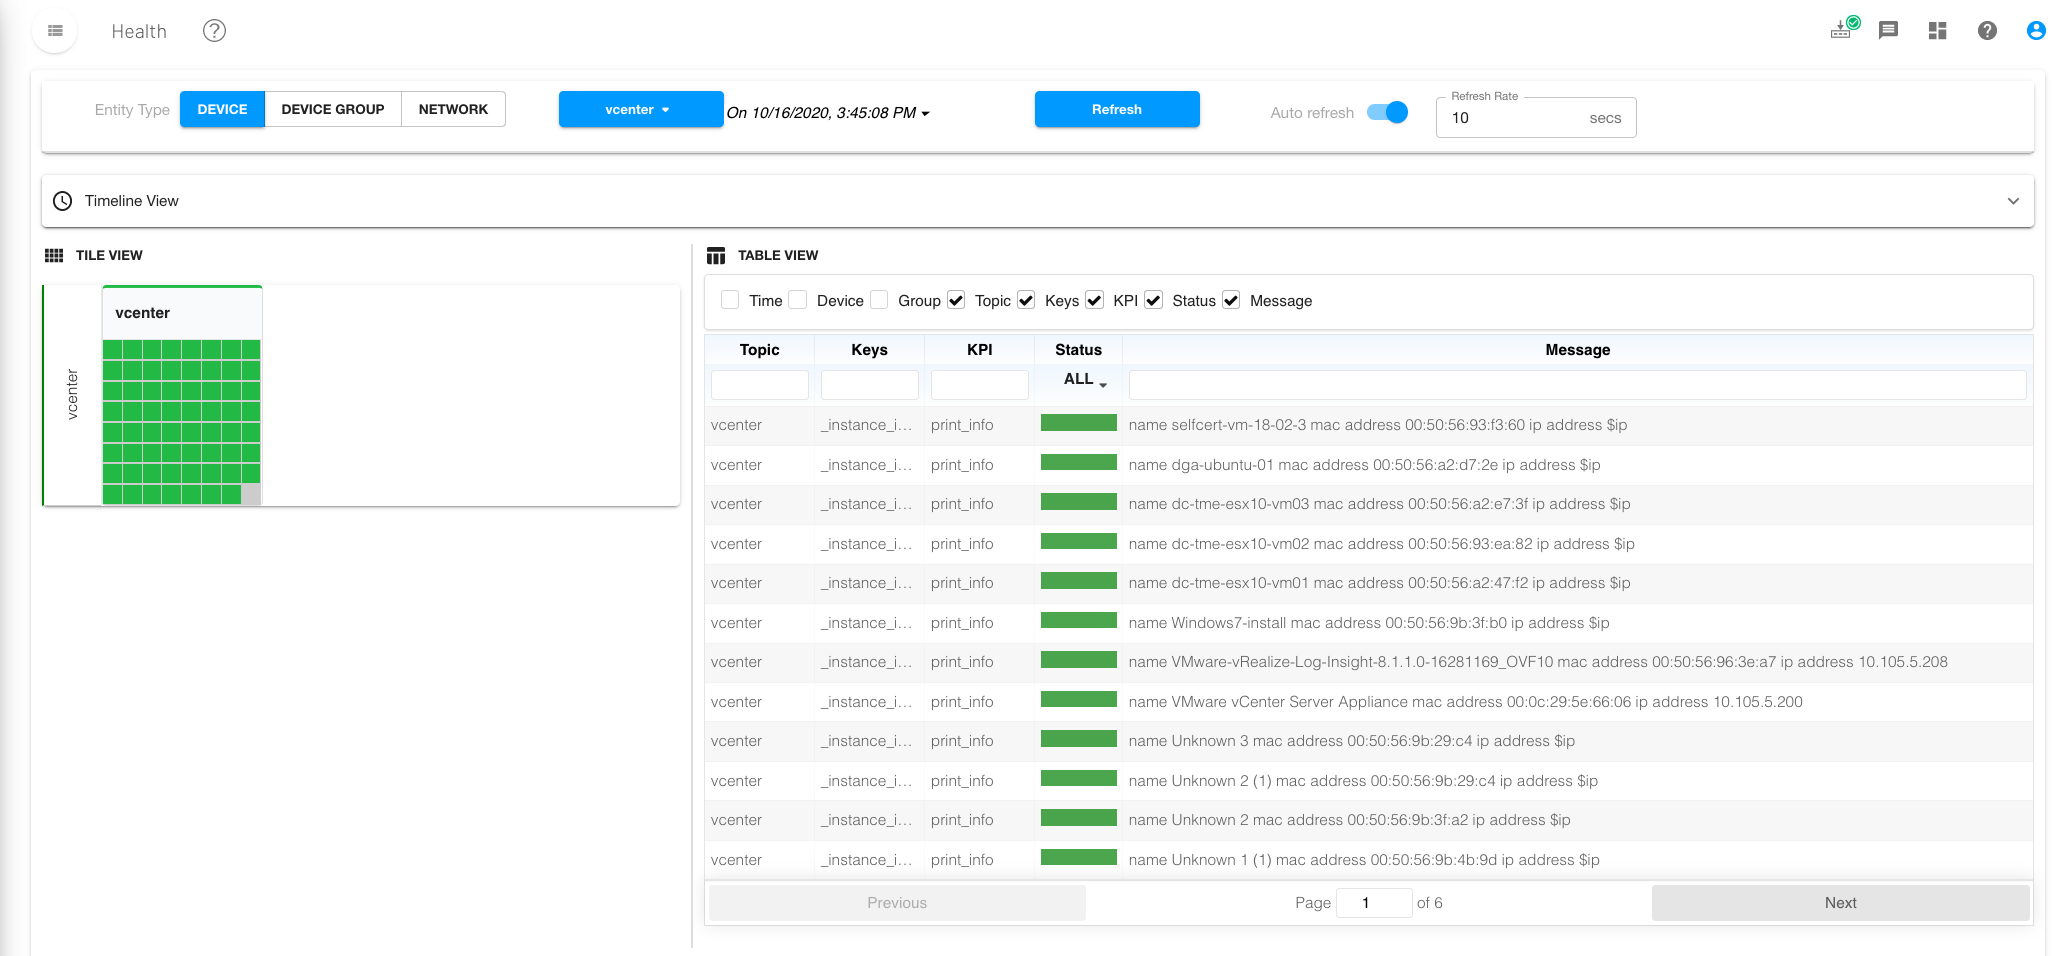 Health
Entity Type DEVICE DEVICE GROUP NETWORK vcenter On 10/16/2020, 3:45:08 PM Refresh Auto refresh Refresh Rate 10 secs
Timeline View
TILE VIEW
vcenter
vcenter
TABLE VIEW
Time Device Group Topic Keys KPI Status Message
Topic Keys KPI Status Message
ALL
vcenter _instance_i... print_info name selfcert-vm-18-02-3 mac address 00:50:56:93:f3:60 ip address $ip
vcenter _instance_i... print_info name dga-ubuntu-01 mac address 00:50:56:a2:d7:2e ip address $ip
vcenter _instance_i... print_info name dc-tme-esx10-vm03 mac address 00:50:56:a2:e7:3f ip address $ip
vcenter _instance_i... print_info name dc-tme-esx10-vm02 mac address 00:50:56:93:ea:82 ip address $ip
vcenter _instance_i... print_info name dc-tme-esx10-vm01 mac address 00:50:56:a2:47:f2 ip address $ip
vcenter _instance_i... print_info name Windows7-install mac address 00:50:56:9b:3f:b0 ip address $ip
vcenter _instance_i... print_info name VMware-vRealize-Log-Insight-8.1.1.0-16281169_OVF10 mac address 00:50:56:96:3e:a7 ip address 10.105.5.208
vcenter _instance_i... print_info name VMware vCenter Server Appliance mac address 00:0c:29:5e:66:06 ip address 10.105.5.200
vcenter _instance_i... print_info name Unknown 3 mac address 00:50:56:9b:29:c4 ip address $ip
vcenter _instance_i... print_info name Unknown 2 (1) mac address 00:50:56:9b:29:c4 ip address $ip
vcenter _instance_i... print_info name Unknown 2 mac address 00:50:56:9b:3f:a2 ip address $ip
vcenter _instance_i... print_info name Unknown 1 (1) mac address 00:50:56:9b:4b:9d ip address $ip
Previous Page 1 of 6 Next